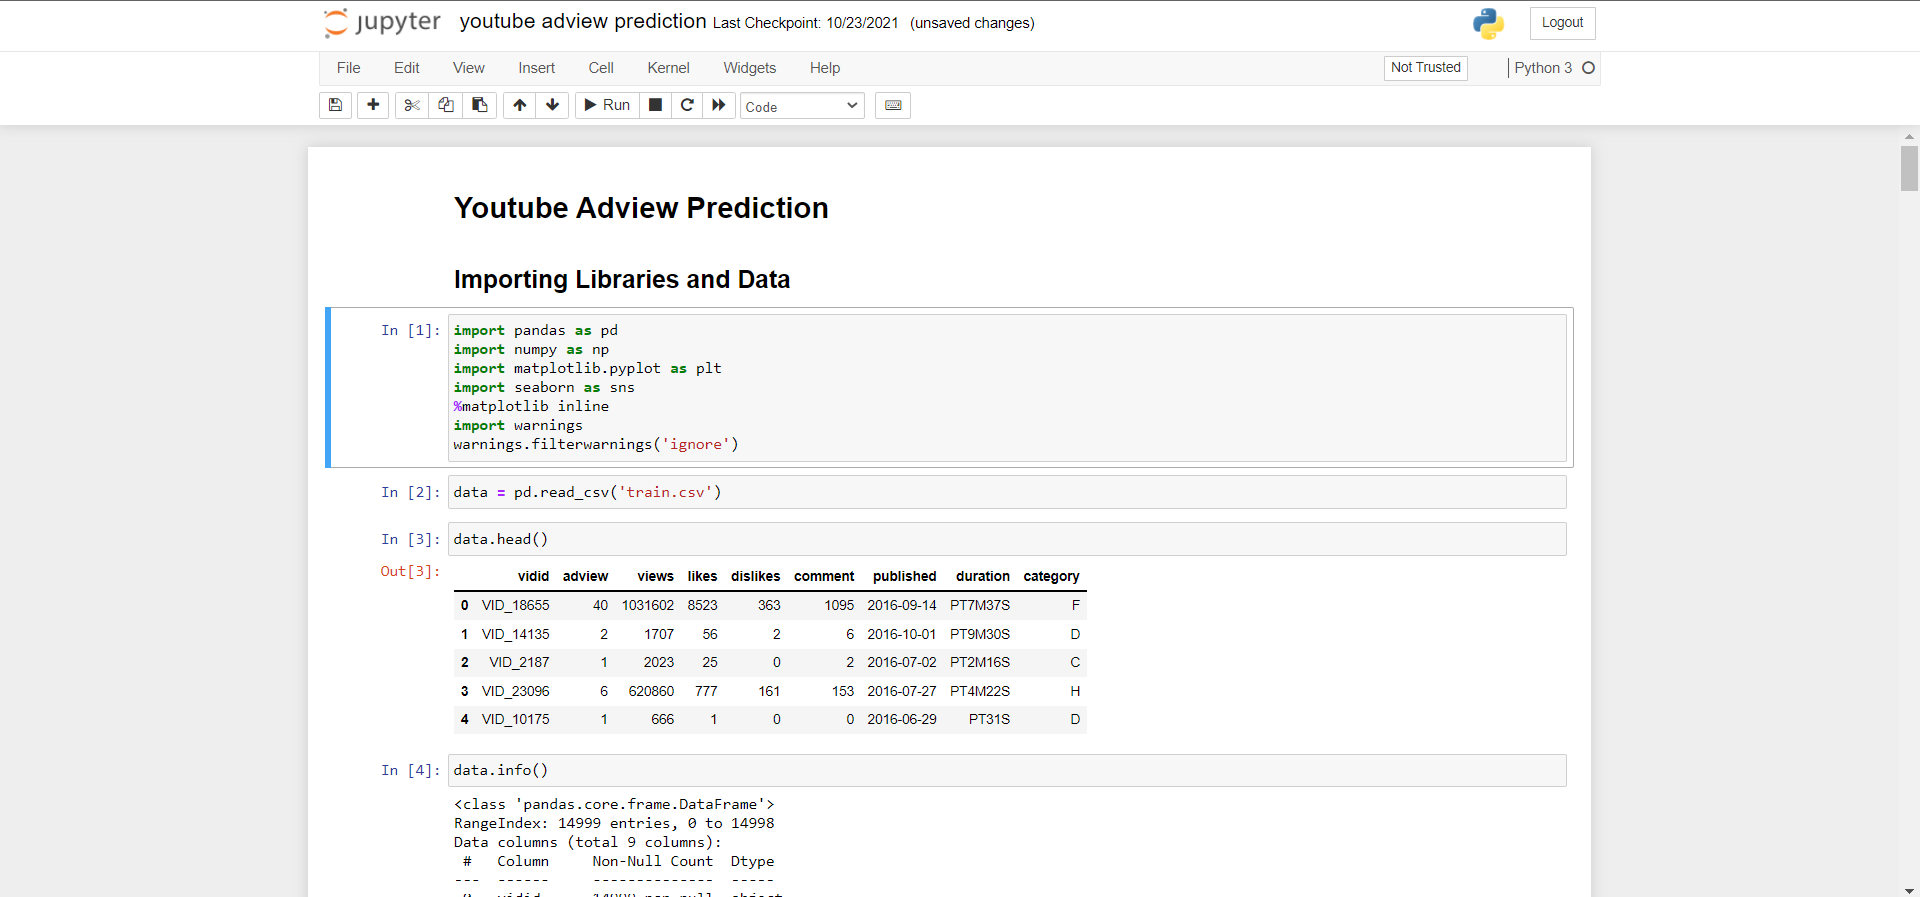 jupyter youtube adview prediction Last Checkpoint: 10/23/2021 (unsaved changes) Logout
File Edit View Insert Cell Kernel Widgets Help Not Trusted Python 3
Run Code
Youtube Adview Prediction
Importing Libraries and Data
In [1]: import pandas as pd
import numpy as np
import matplotlib.pyplot as plt
import seaborn as sns
%matplotlib inline
import warnings
warnings.filterwarnings('ignore')
In [2]: data = pd.read_csv('train.csv')
In [3]: data.head()
Out[3]:
vidid adview views likes dislikes comment published duration category
0 VID_18655 40 1031602 8523 363 1095 2016-09-14 PT7M37S F
1 VID_14135 2 1707 56 2 6 2016-10-01 PT9M30S D
2 VID_2187 1 2023 25 0 2 2016-07-02 PT2M16S C
3 VID_23096 6 620860 777 161 153 2016-07-27 PT4M22S H
4 VID_10175 1 666 1 0 0 2016-06-29 PT31S D
In [4]: data.info()
<class 'pandas.core.frame.DataFrame'>
RangeIndex: 14999 entries, 0 to 14998
Data columns (total 9 columns):
# Column Non-Null Count Dtype
--- ------ -------------- -----